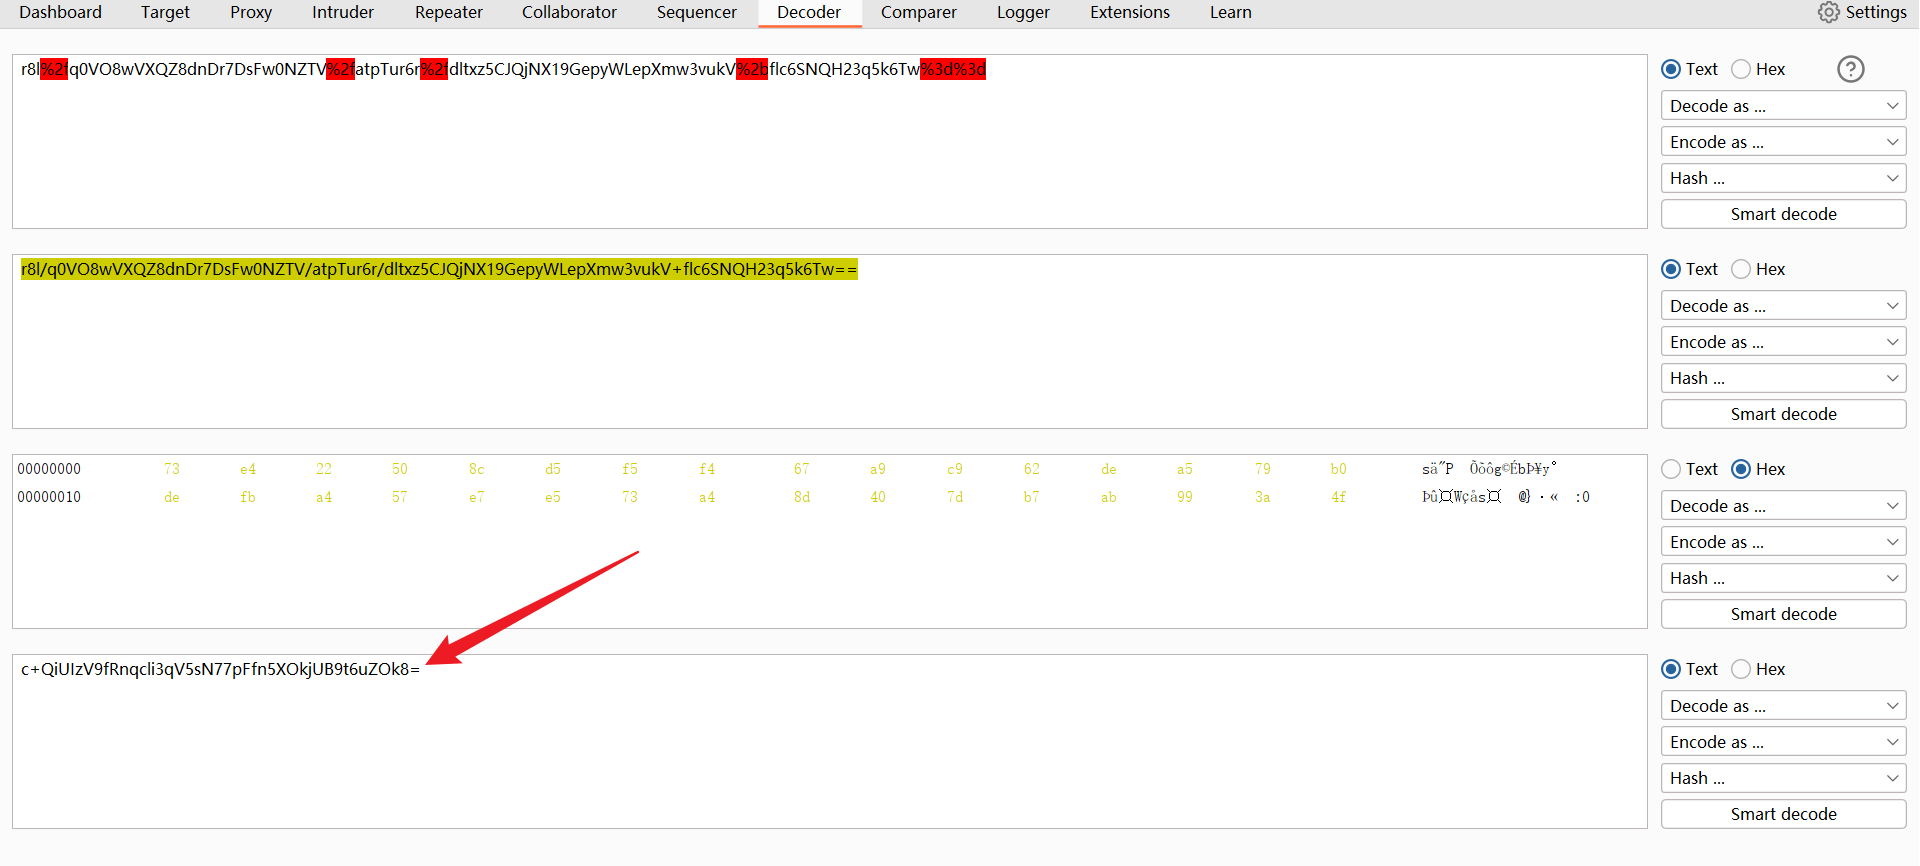 Dashboard Target Proxy Intruder Repeater Collaborator Sequencer Decoder Comparer Logger Extensions Learn Settings
r8l%2fq0VO8wVXQZ8dnDr7DsFw0NZTV%2fatpTur6r%2fdltxz5CJQjNX19GepyWLepXmw3vukV%2bflc6SNQH23q5k6Tw%3d%3d
Text Hex ?
Decode as ...
Encode as ...
Hash ...
Smart decode
r8l/q0VO8wVXQZ8dnDr7DsFw0NZTV/atpTur6r/dltxz5CJQjNX19GepyWLepXmw3vukV+flc6SNQH23q5k6Tw==
Text Hex
Decode as ...
Encode as ...
Hash ...
Smart decode
00000000 73 e4 22 50 8c d5 f5 f4 67 a9 c9 62 de a5 79 b0 sä"P Õõôg©ÉbÞ¥y°
00000010 de fb a4 57 e7 e5 73 a4 8d 40 7d b7 ab 99 3a 4f Þû¤Wçås¤ @}·« :O
Text Hex
Decode as ...
Encode as ...
Hash ...
Smart decode
c+QiUIzV9fRnqcli3qV5sN77pFfn5XOkjUB9t6uZOk8=
Text Hex
Decode as ...
Encode as ...
Hash ...
Smart decode